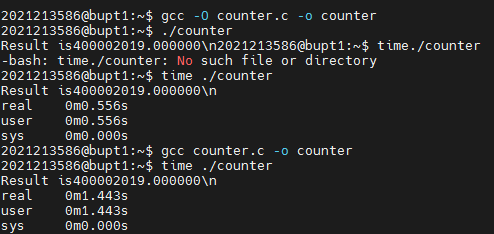 2021213586@bupt1:~$ gcc -O counter.c -o counter
2021213586@bupt1:~$ ./counter
Result is400002019.000000\n2021213586@bupt1:~$ time./counter
-bash: time./counter: No such file or directory
2021213586@bupt1:~$ time ./counter
Result is400002019.000000\n
real    0m0.556s
user    0m0.556s
sys     0m0.000s
2021213586@bupt1:~$ gcc counter.c -o counter
2021213586@bupt1:~$ time ./counter
Result is400002019.000000\n
real    0m1.443s
user    0m1.443s
sys     0m0.000s